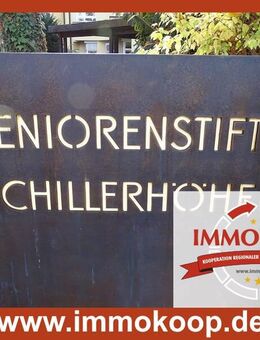 ENIORENSTIFT
CHILLERHÖHE
IMMO
KOOPERATION REGIONALER
www.immokoop.de